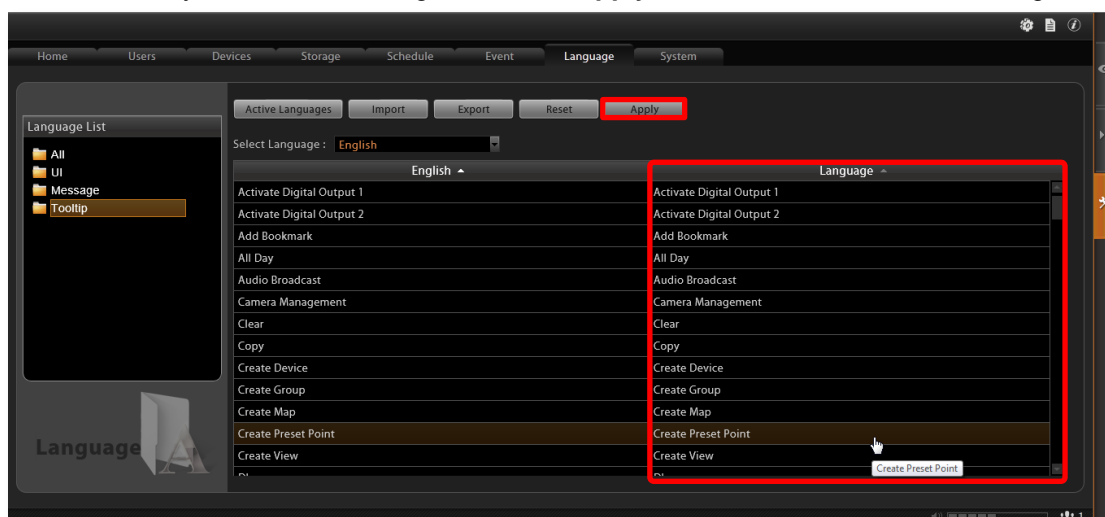 Apply
Home Users Devices Storage Schedule Event Language System
Active Languages Import Export Reset Apply
Language List
All
UI
Message
Tooltip
Language
Select Language : English
English Language
Activate Digital Output 1 Activate Digital Output 1
Activate Digital Output 2 Activate Digital Output 2
Add Bookmark Add Bookmark
All Day All Day
Audio Broadcast Audio Broadcast
Camera Management Camera Management
Clear Clear
Copy Copy
Create Device Create Device
Create Group Create Group
Create Map Create Map
Create Preset Point Create Preset Point
Create View Create View
Create Preset Point
1